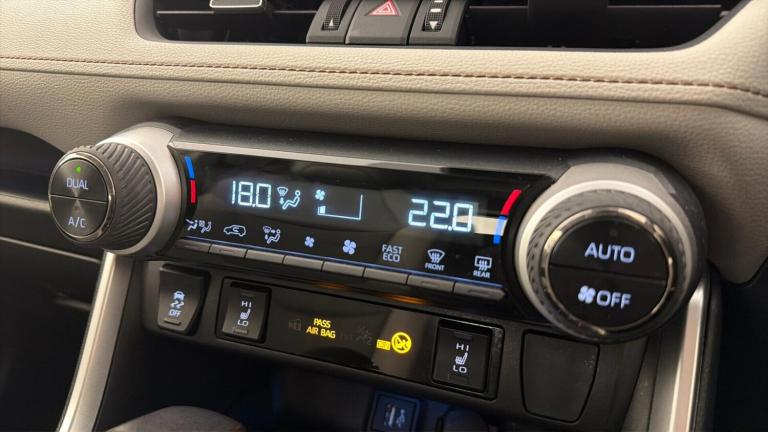 DUAL
A/C
18.0
22.0
FAST
ECO
FRONT
REAR
AUTO
OFF
OFF
HI
LO
PASS
AIR BAG
HI
LO